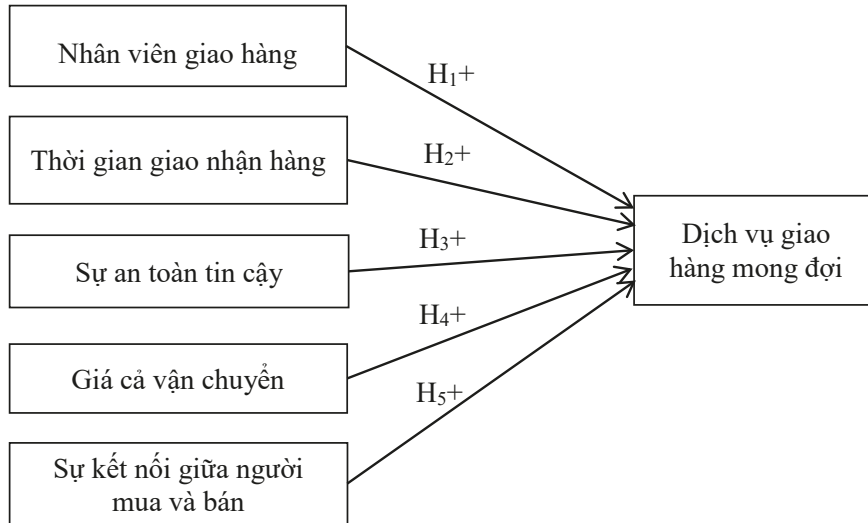 Nhân viên giao hàng
H₁+
Thời gian giao nhận hàng
H₂+
Sự an toàn tin cậy
H₃+
Dịch vụ giao
hàng mong đợi
Giá cả vận chuyển
H₄+
Sự kết nối giữa người
mua và bán
H₅+